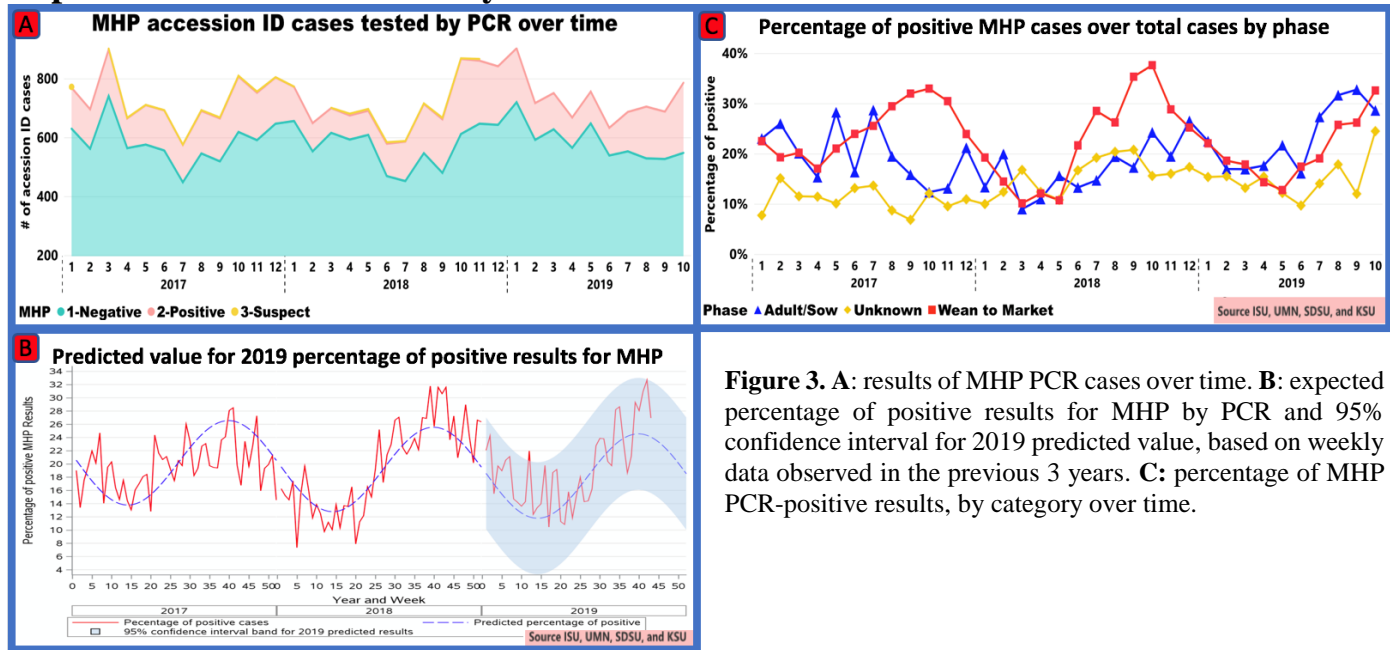 A
MHP accession ID cases tested by PCR over time
# of acession ID cases
800
600
400
200
1 2 3 4 5 6 7 8 9 10 11 12 1 2 3 4 5 6 7 8 9 10 11 12 1 2 3 4 5 6 7 8 9 10
2017 2018 2019
MHP 1-Negative 2-Positive 3-Suspect
C
Percentage of positive MHP cases over total cases by phase
Percentage of positive
40%
30%
20%
10%
0%
1 2 3 4 5 6 7 8 9 10 11 12 1 2 3 4 5 6 7 8 9 10 11 12 1 2 3 4 5 6 7 8 9 10
2017 2018 2019
Phase Adult/Sow Unknown Wean to Market
Source ISU, UMN, SDSU, and KSU
B
Predicted value for 2019 percentage of positive results for MHP
Percentage of positive MHP Results
34
32
30
28
26
24
22
20
18
16
14
12
10
8
6
4
0 5 10 15 20 25 30 35 40 45 500 5 10 15 20 25 30 35 40 45 500 5 10 15 20 25 30 35 40 45 50
Year and Week
2017 2018 2019
Percentage of positive cases Predicted percentage of positive
95% confidence interval band for 2019 predicted results
Source ISU, UMN, SDSU, and KSU
Figure 3. A: results of MHP PCR cases over time. B: expected
percentage of positive results for MHP by PCR and 95%
confidence interval for 2019 predicted value, based on weekly
data observed in the previous 3 years. C: percentage of MHP
PCR-positive results, by category over time.